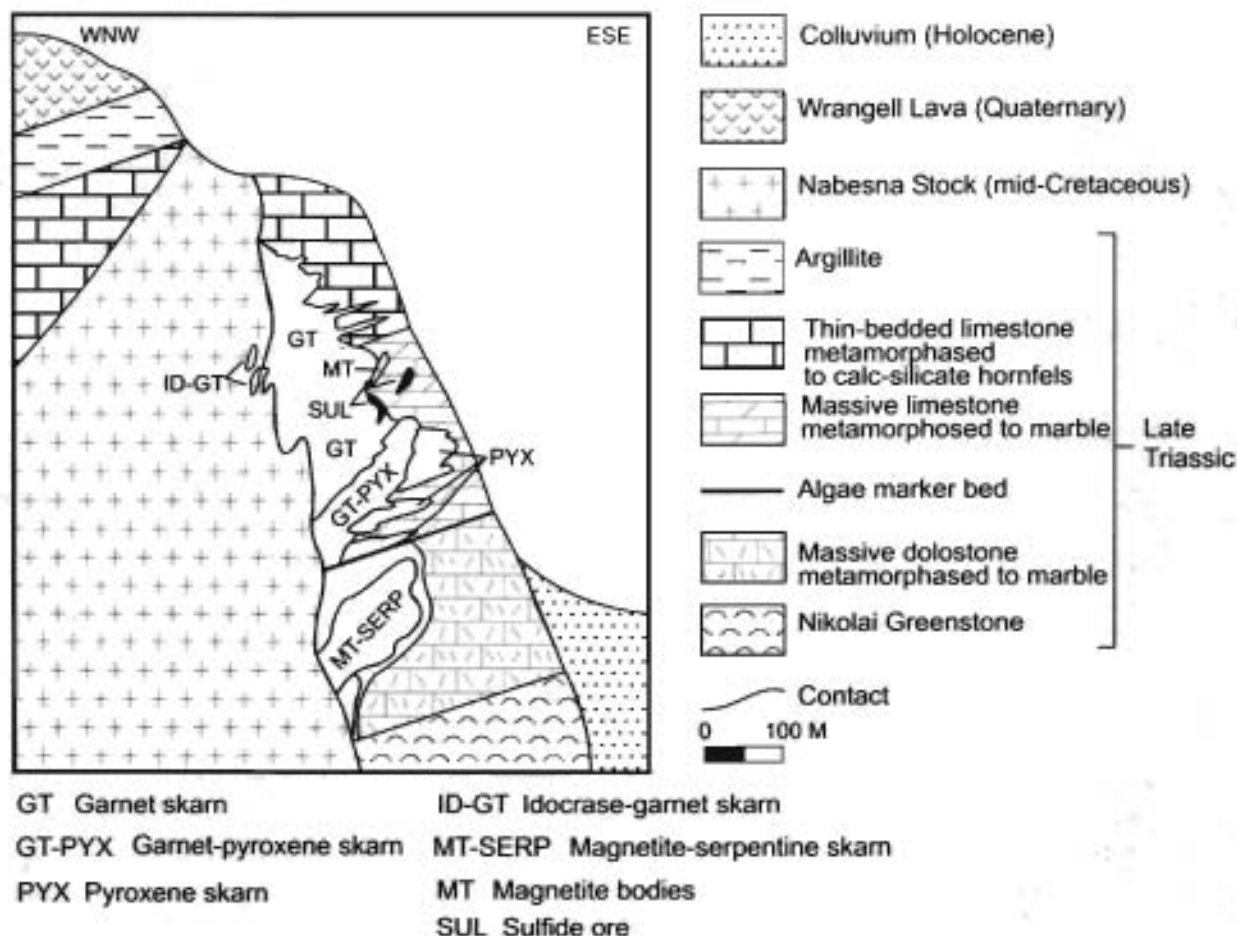 WNW
ESE
GT
MT
ID-GT
SUL
GT
PYX
GT-PYX
MT-SERP
Colluvium (Holocene)
Wrangell Lava (Quaternary)
Nabesna Stock (mid-Cretaceous)
Argillite
Thin-bedded limestone
metamorphased
to calc-silicate hornfels
Massive limestone
metamorphosed to marble
Late
Triassic
Algae marker bed
Massive dolostone
metamorphased to marble
Nikolai Greenstone
Contact
0 100 M
GT Garnet skarn
ID-GT Idocrase-garnet skarn
GT-PYX Garnet-pyroxene skarn
MT-SERP Magnetite-serpentine skarn
PYX Pyroxene skarn
MT Magnetite bodies
SUL Sulfide ore